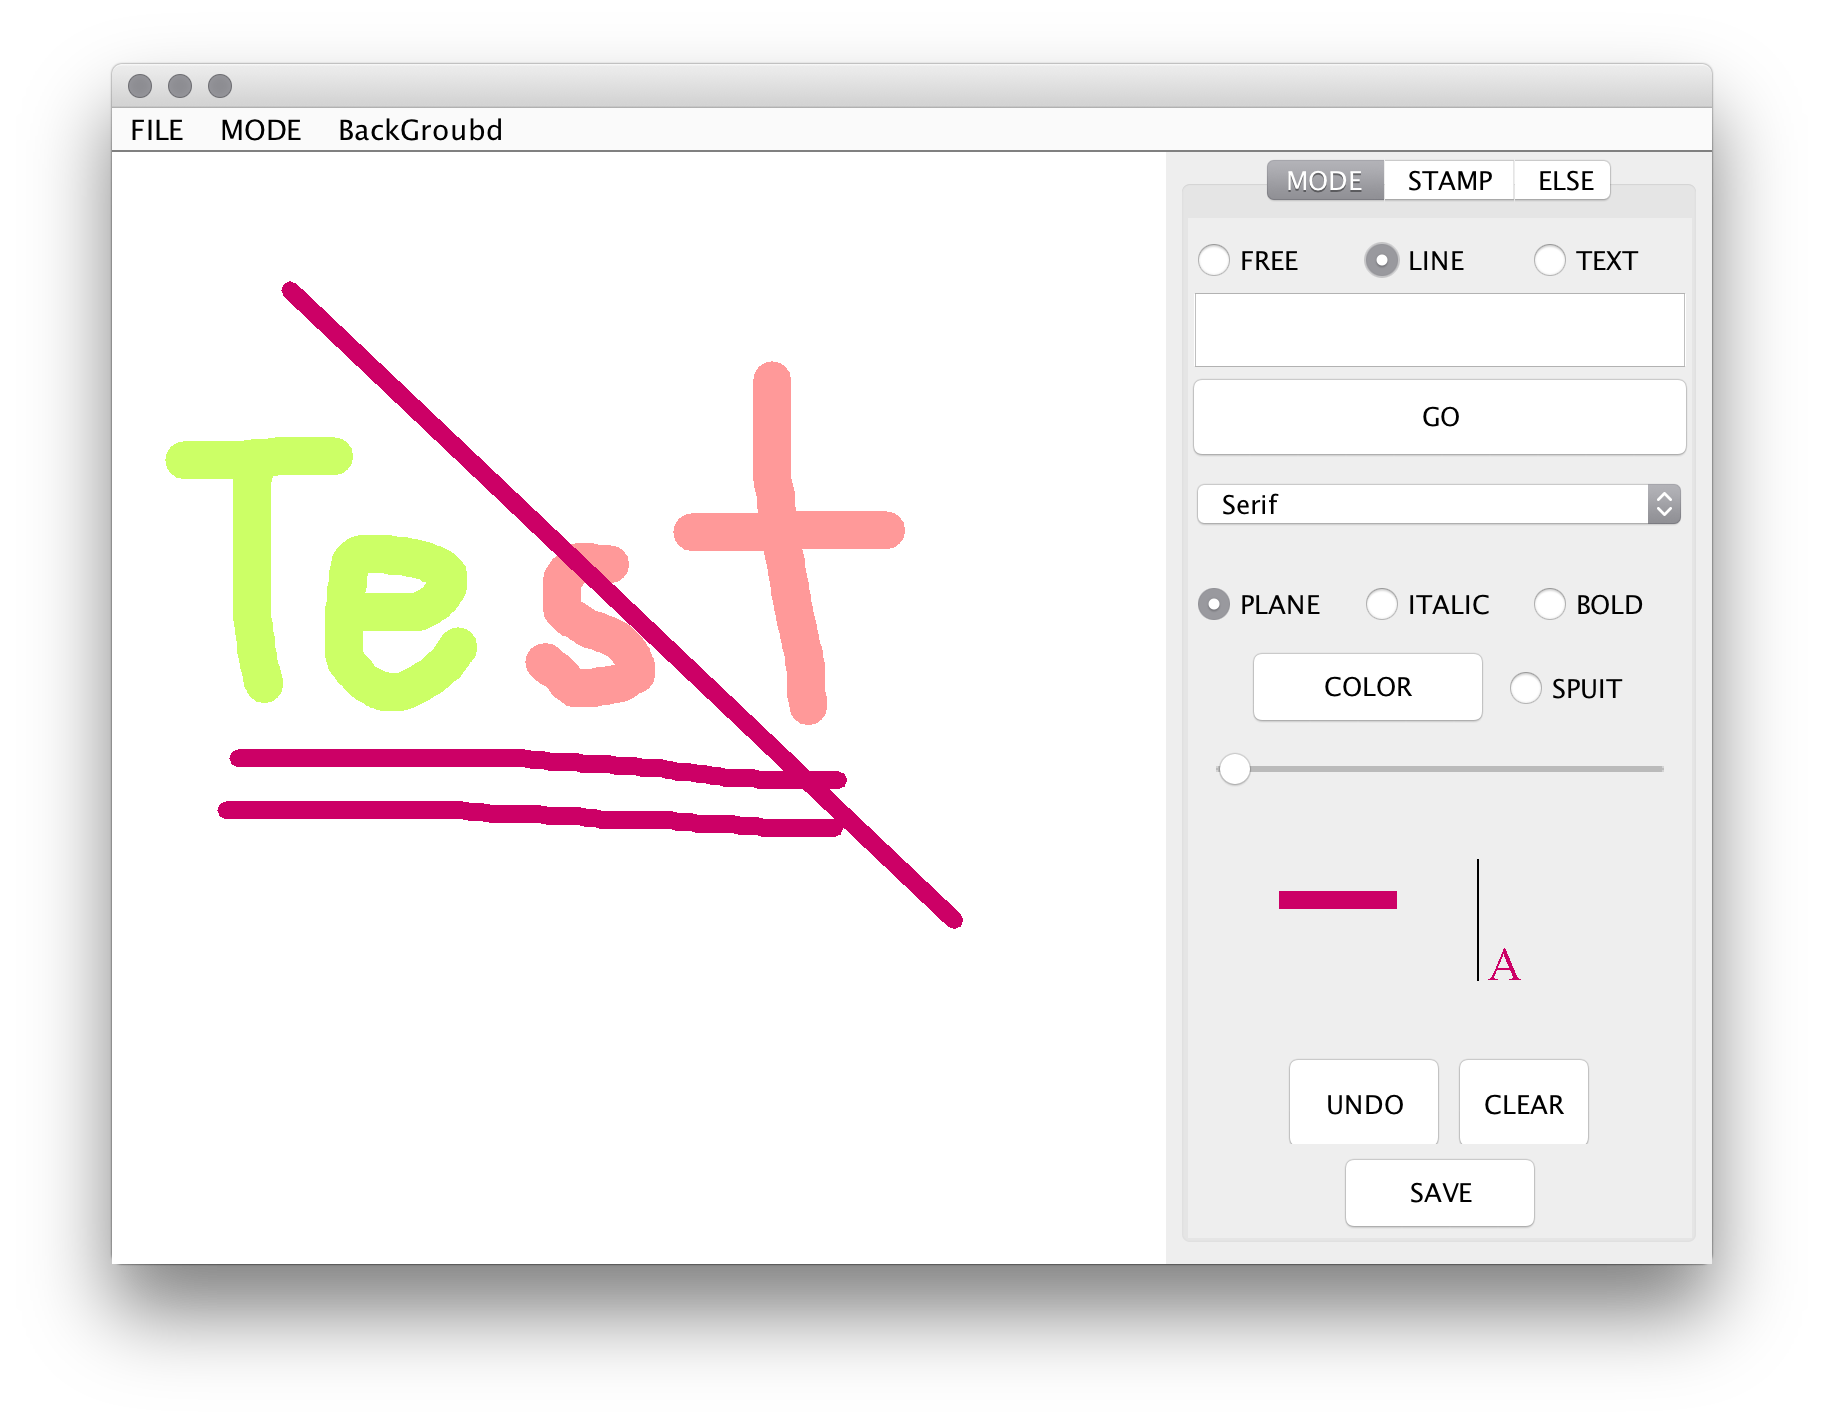 FILE MODE BackGroubd
MODE STAMP ELSE
FREE LINE TEXT
GO
Serif
PLANE ITALIC BOLD
COLOR SPUIT
A
UNDO CLEAR
SAVE
Test